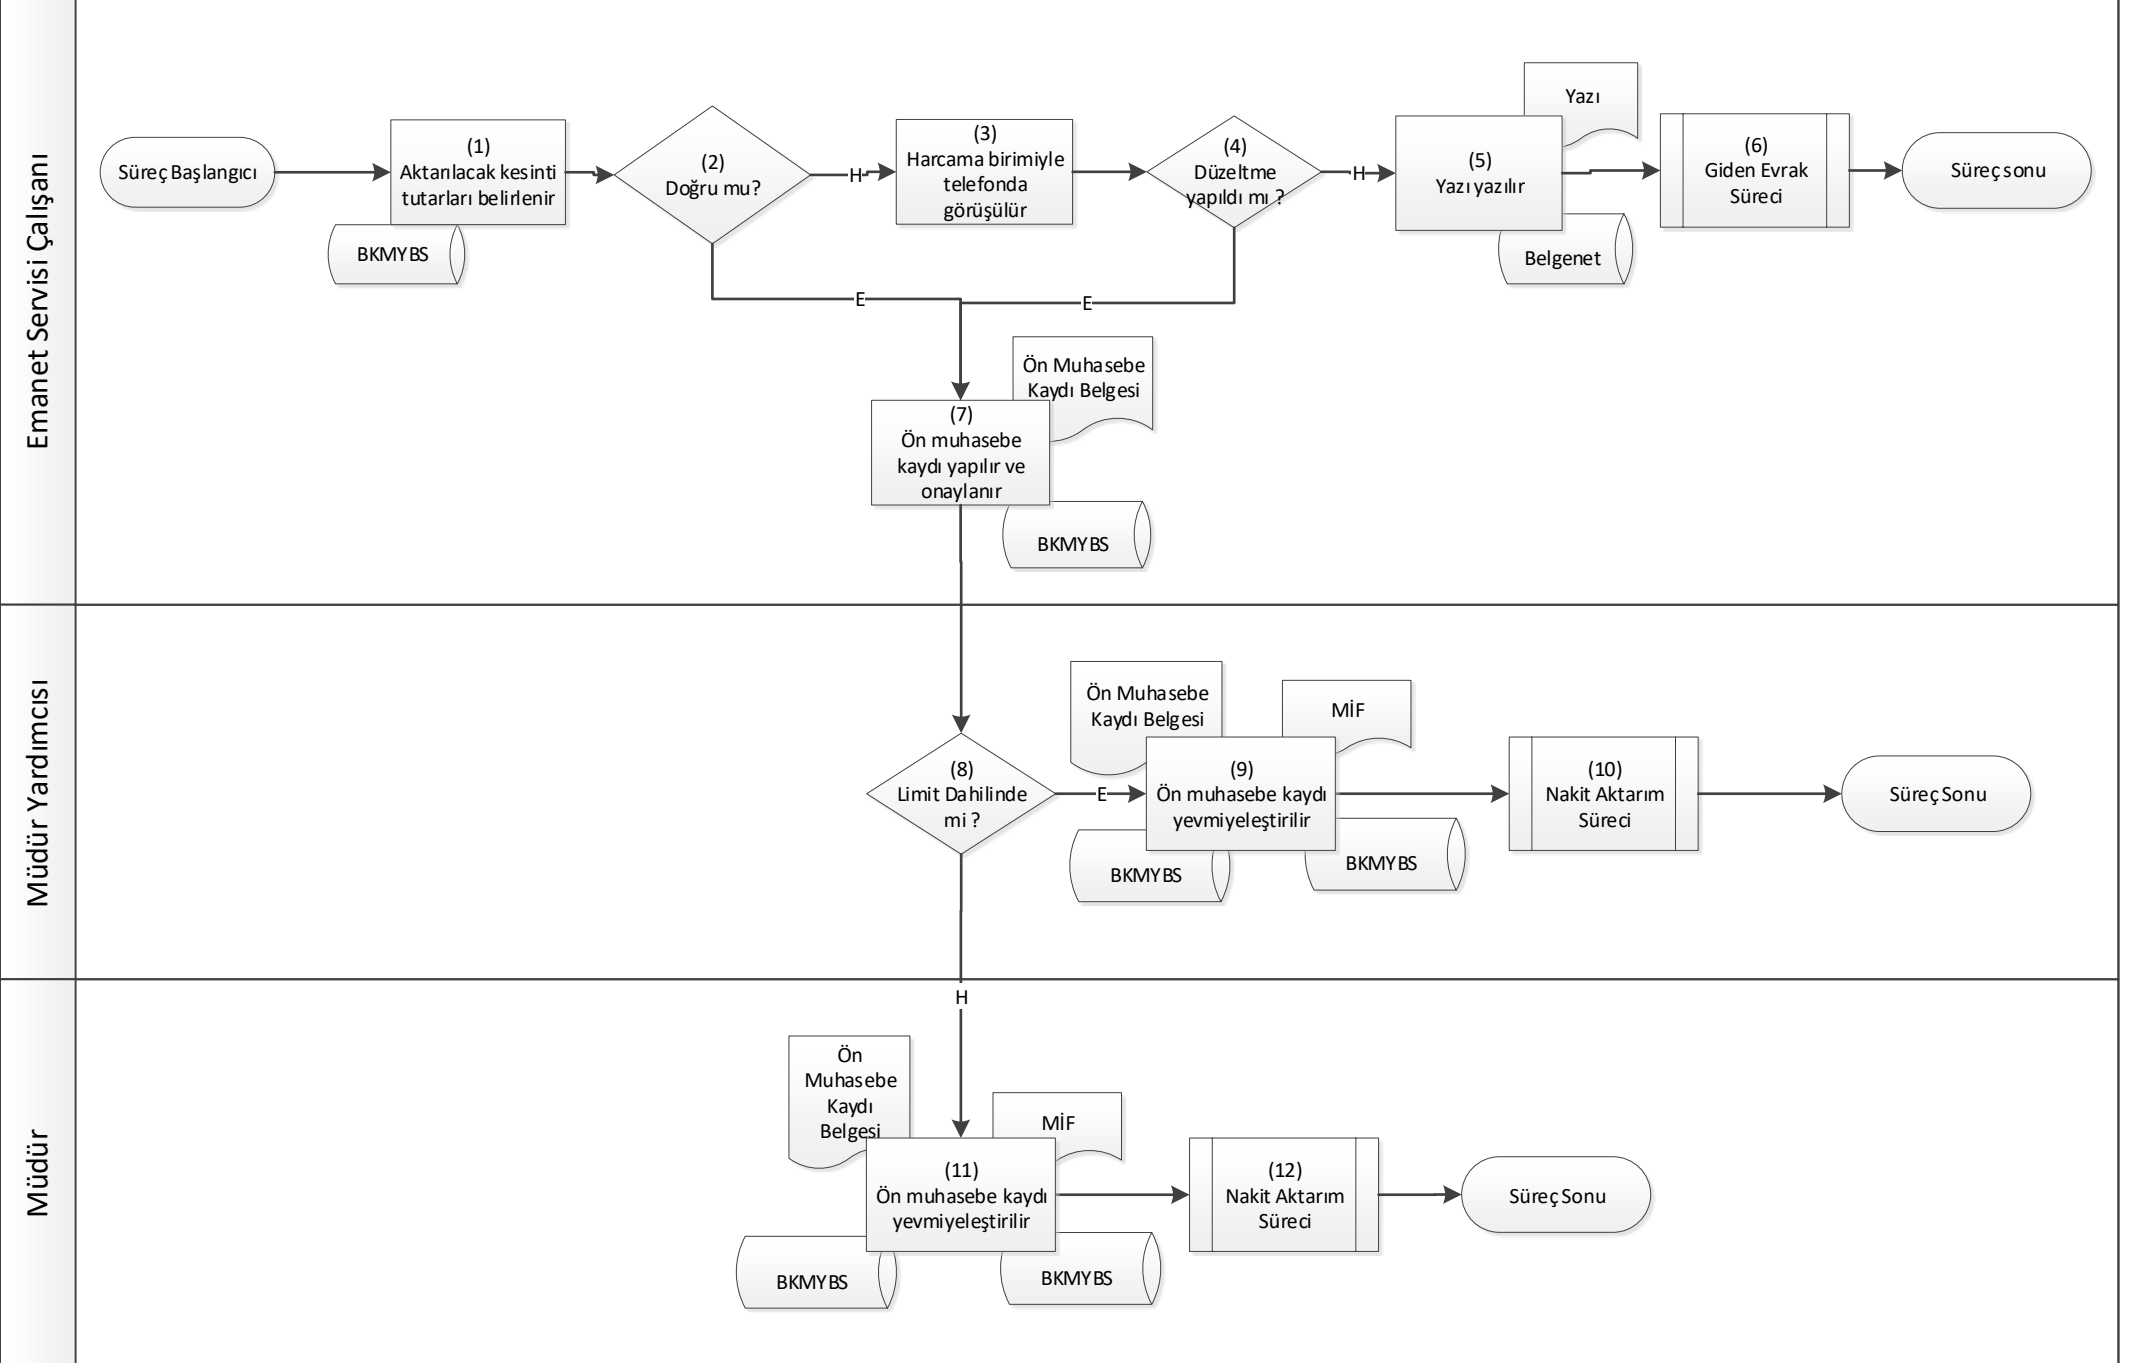 Emanet Servisi Çalışanı
Süreç Başlangıcı
(1)
Aktarılacak kesinti
tutarları belirlenir
BKMYBS
(2)
Doğru mu?
H
E
(3)
Harcama birimiyle
telefonda
görüşülür
(4)
Düzeltme
yapıldı mı ?
H
E
Yazı
(5)
Yazı yazılır
Belgenet
(6)
Giden Evrak
Süreci
Süreç sonu
Ön Muhasebe
Kaydı Belgesi
(7)
Ön muhasebe
kaydı yapılır ve
onaylanır
BKMYBS
Müdür Yardımcısı
(8)
Limit Dahilinde
mi ?
E
Ön Muhasebe
Kaydı Belgesi
MİF
(9)
Ön muhasebe kaydı
yevmiyeleştirilir
BKMYBS
BKMYBS
(10)
Nakit Aktarım
Süreci
Süreç Sonu
Müdür
H
Ön
Muhasebe
Kaydı
Belgesi
MİF
(11)
Ön muhasebe kaydı
yevmiyeleştirilir
BKMYBS
BKMYBS
(12)
Nakit Aktarım
Süreci
Süreç Sonu